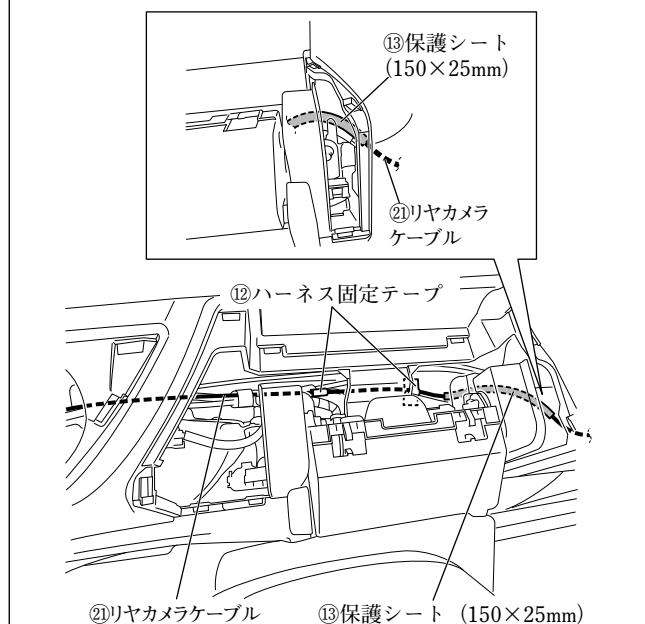 ⑬保護シート
(150×25mm)
㉑リヤカメラ
ケーブル
⑫ハーネス固定テープ
㉑リヤカメラケーブル
⑬保護シート (150×25mm)